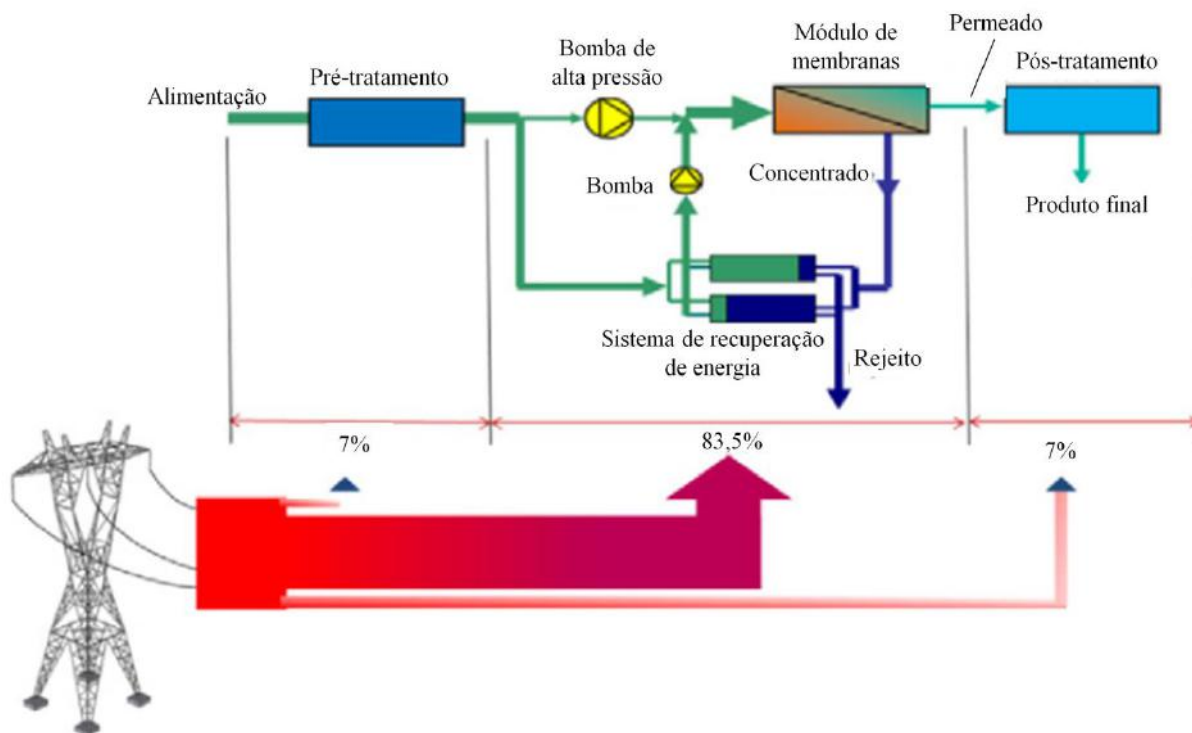 Alimentação
Pré-tratamento
Bomba de
alta pressão
Módulo de
membranas
Permeado
Pós-tratamento
Bomba
Concentrado
Produto final
Sistema de recuperação
de energia
Rejeito
7%
83,5%
7%